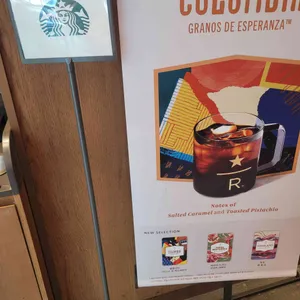 COLOMBIA
GRANOS DE ESPERANZA™
R
Notes of
Salted Caramel and Toasted Pistachio
NEW SELECTION